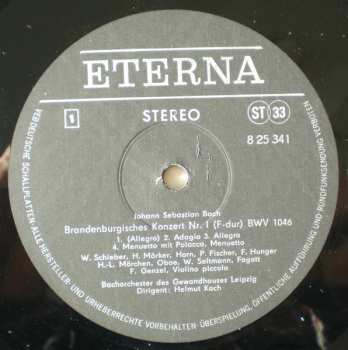 ETERNA
1
STEREO
ST 33
8 25 341
Johann Sebastian Bach
Brandenburgisches Konzert Nr. 1 (F-dur) BWV 1046
1. (Allegro) 2. Adagio 3. Allegro
4. Menuetto mit Polacca, Menuetto
W. Schieber, H. Märker, Horn, P. Fischer, F. Hunger
H.-L. Märchen, Oboe, W. Seltmann, Fagott
F. Genzel, Violino piccolo
Bachorchester des Gewandhauses Leipzig
Dirigent: Helmut Koch
VEB DEUTSCHE SCHALLPLATTEN · ALLE HERSTELLER- UND URHEBERRECHTE VORBEHALTEN · ÜBERSPIELUNG, ÖFFENTLICHE AUFFÜHRUNG UND RUNDFUNKSENDUNG VERBOTEN